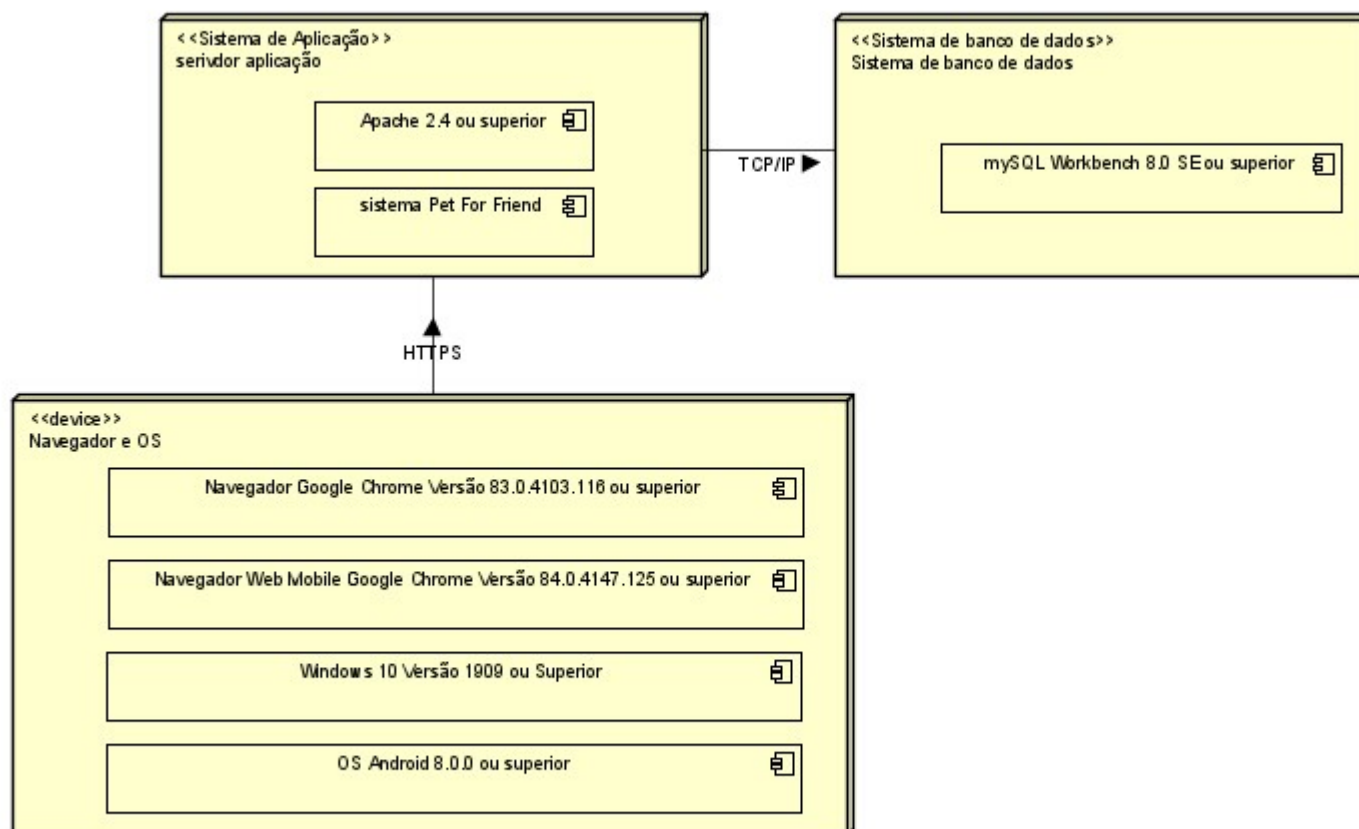 <<Sistema de Aplicação>>
serivdor aplicação
Apache 2.4 ou superior
sistema Pet For Friend
TCP/IP
<<Sistema de banco de dados>>
Sistema de banco de dados
mySQL Workbench 8.0 SE ou superior
HTTPS
<<device>>
Navegador e OS
Navegador Google Chrome Versão 83.0.4103.116 ou superior
Navegador Web Mobile Google Chrome Versão 84.0.4147.125 ou superior
Windows 10 Versão 1909 ou Superior
OS Android 8.0.0 ou superior